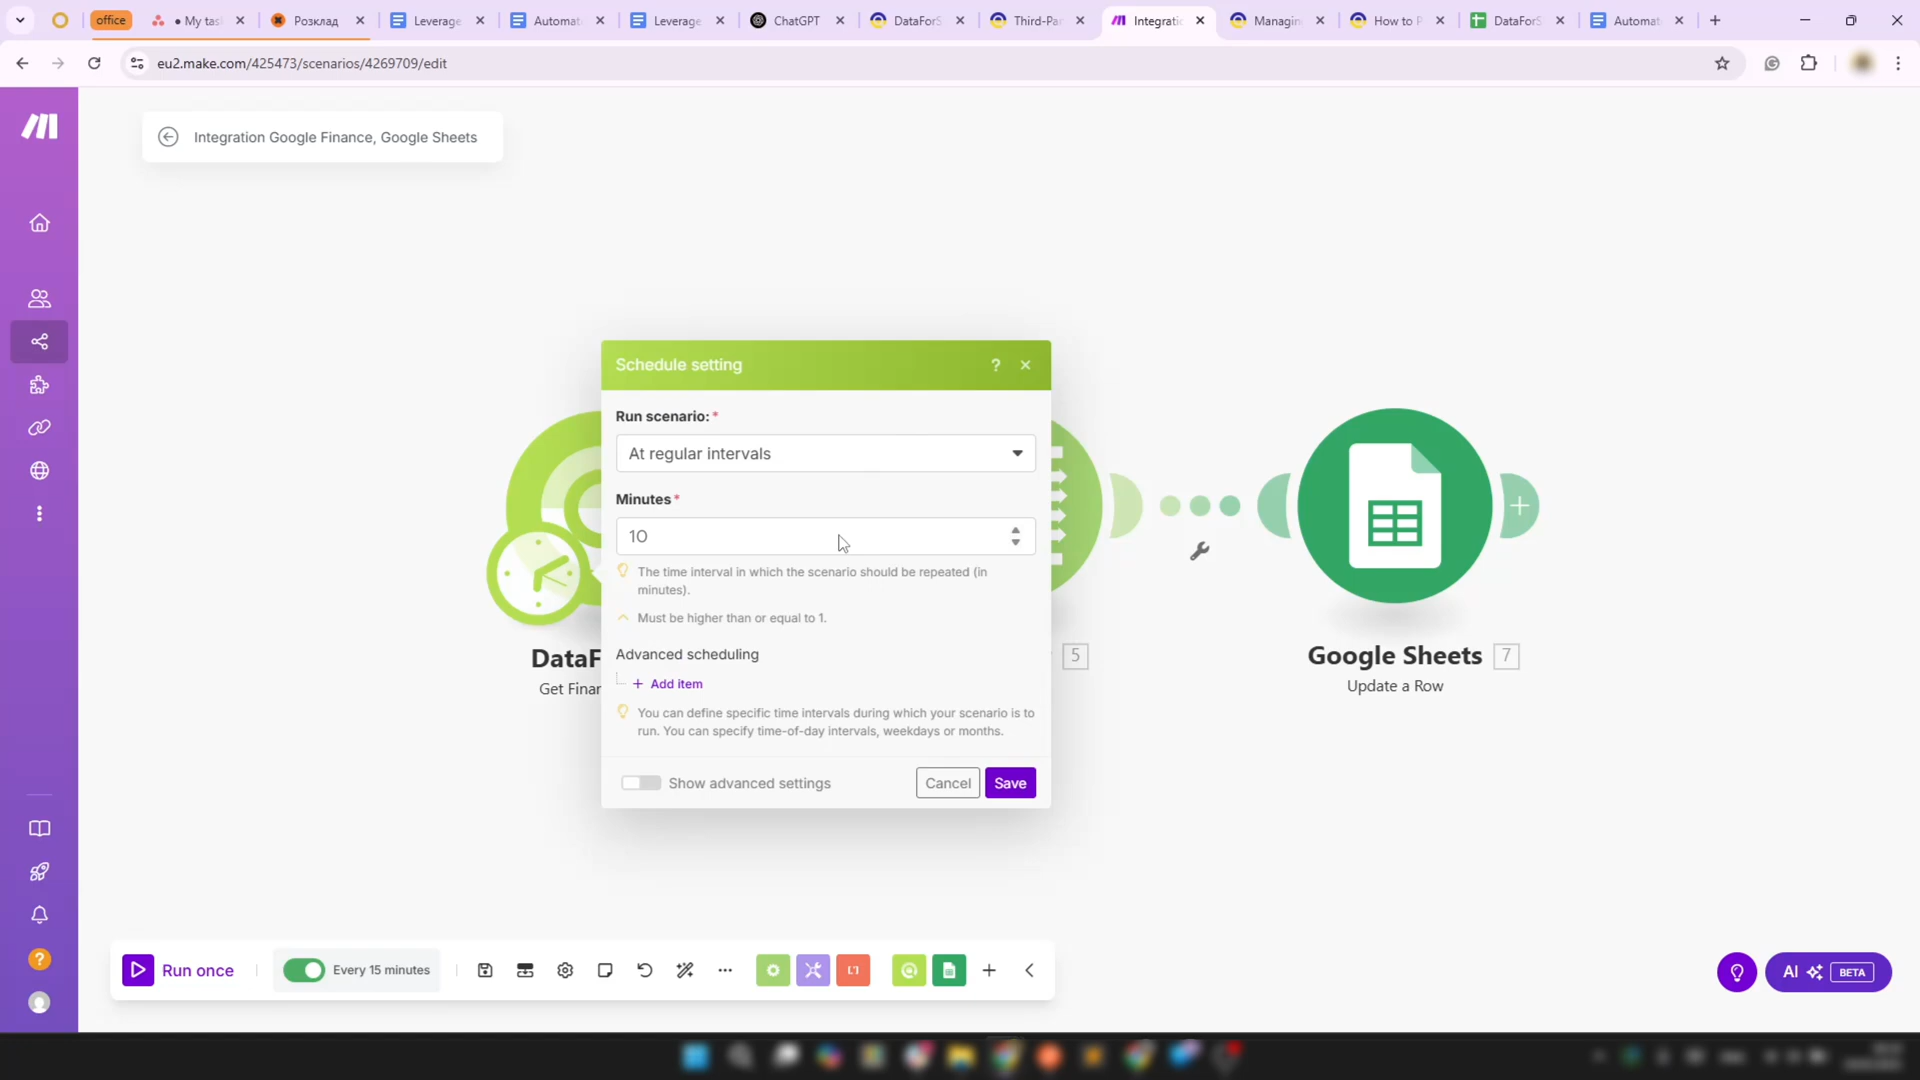 office
• My ta
Розклад
Leverage
Automat
Leverage
ChatGPT
DataForS
Third-Par
Integratio
Managin
How to P
DataForS
Automat
eu2.make.com/425473/scenarios/4269709/edit
Integration Google Finance, Google Sheets
Schedule setting
?
Run scenario: *
At regular intervals
Minutes *
10
The time interval in which the scenario should be repeated (in
minutes).
Must be higher than or equal to 1.
Advanced scheduling
+ Add item
You can define specific time intervals during which your scenario is to
run. You can specify time-of-day intervals, weekdays or months.
Show advanced settings
Cancel
Save
DataF
Get Finan
5
Google Sheets 7
Update a Row
Run once
Every 15 minutes
AI BETA